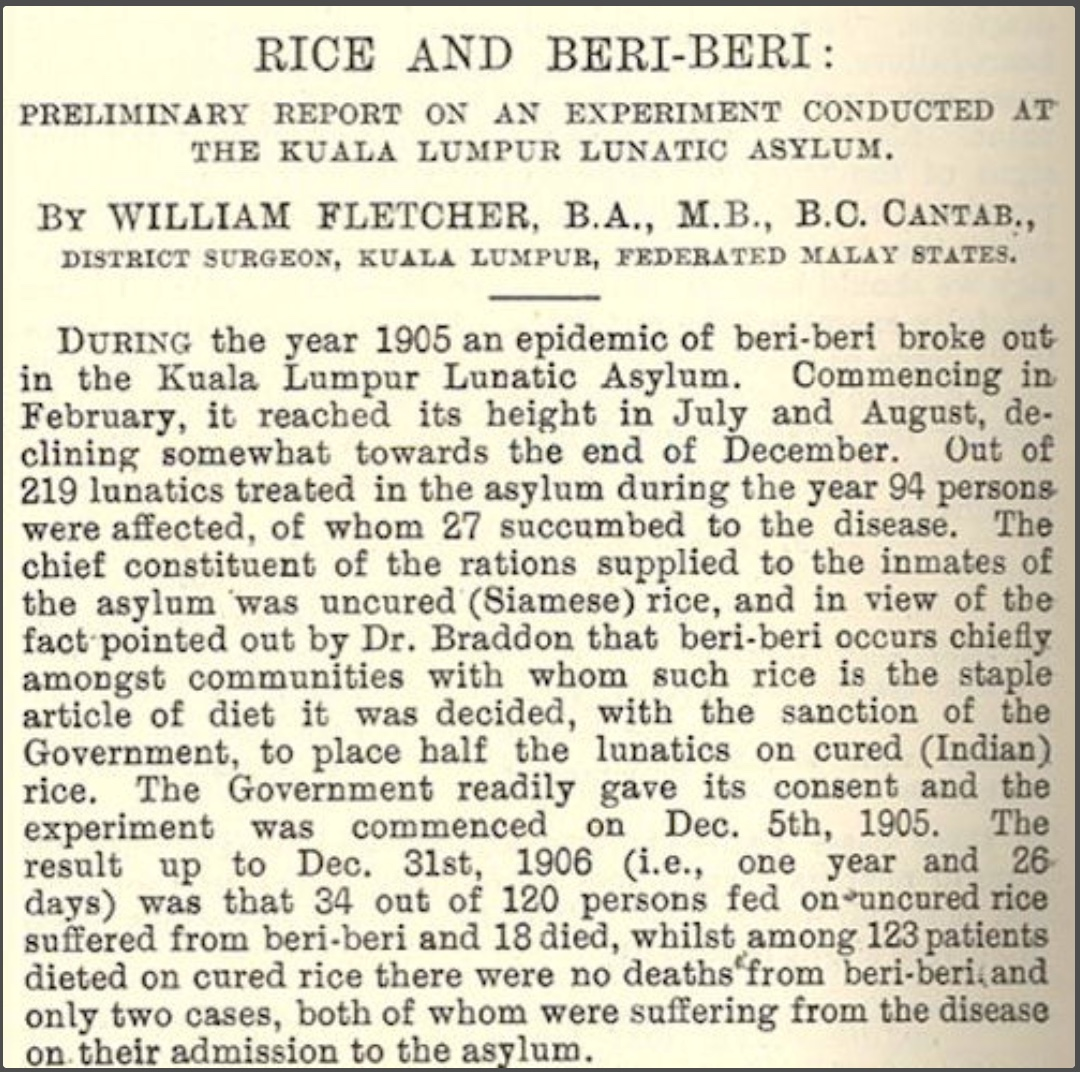 RICE AND BERI-BERI:
PRELIMINARY REPORT ON AN EXPERIMENT CONDUCTED AT
THE KUALA LUMPUR LUNATIC ASYLUM.
BY WILLIAM FLETCHER, B.A., M.B., B.C. CANTAB.,
DISTRICT SURGEON, KUALA LUMPUR, FEDERATED MALAY STATES.
DURING the year 1905 an epidemic of beri-beri broke out
in the Kuala Lumpur Lunatic Asylum. Commencing in
February, it reached its height in July and August, de-
clining somewhat towards the end of December. Out of
219 lunatics treated in the asylum during the year 94 persons
were affected, of whom 27 succumbed to the disease. The
chief constituent of the rations supplied to the inmates of
the asylum was uncured (Siamese) rice, and in view of the
fact pointed out by Dr. Braddon that beri-beri occurs chiefly
amongst communities with whom such rice is the staple
article of diet it was decided, with the sanction of the
Government, to place half the lunatics on cured (Indian)
rice. The Government readily gave its consent and the
experiment was commenced on Dec. 5th, 1905. The
result up to Dec. 31st, 1906 (i.e., one year and 26
days) was that 34 out of 120 persons fed on uncured rice
suffered from beri-beri and 18 died, whilst among 123 patients
dieted on cured rice there were no deaths from beri-beri and
only two cases, both of whom were suffering from the disease
on their admission to the asylum.